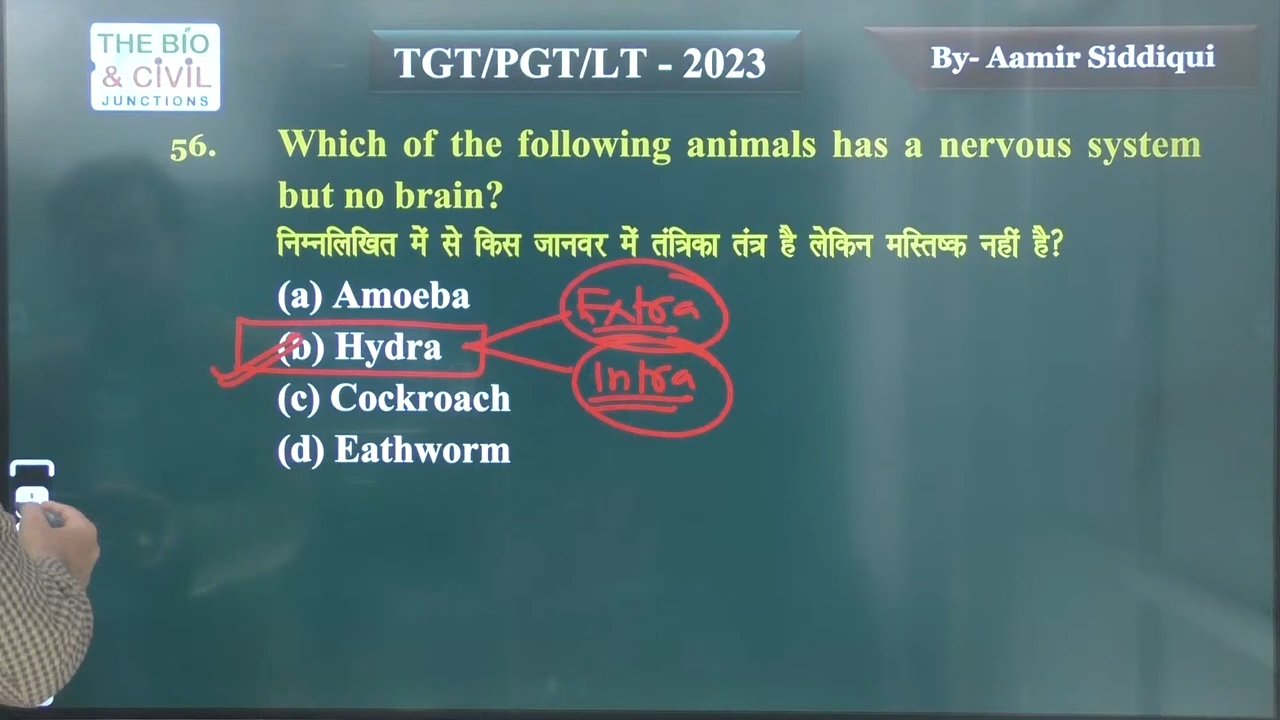 THE BIO
& CIVIL
JUNCTIONS
TGT/PGT/LT - 2023
By- Aamir Siddiqui
56. Which of the following animals has a nervous system
but no brain?
निम्नलिखित में से किस जानवर में तंत्रिका तंत्र है लेकिन मस्तिष्क नहीं है?
(a) Amoeba
Extra
(b) Hydra
Intra
(c) Cockroach
(d) Eathworm